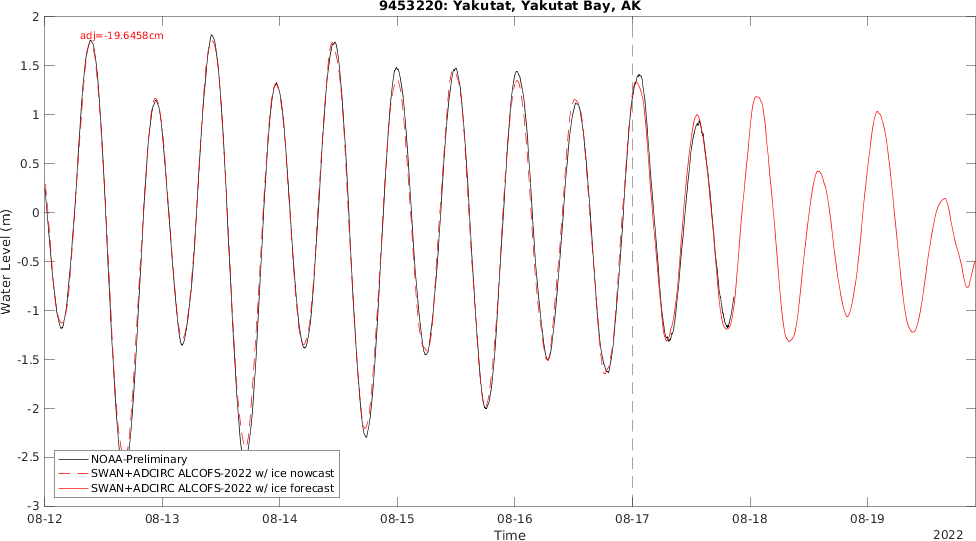 9453220: Yakutat, Yakutat Bay, AK
adj=-19.6458cm
2
1.5
1
0.5
0
-0.5
-1
-1.5
-2
-2.5
-3
Water Level (m)
NOAA-Preliminary
SWAN+ADCIRC ALCOFS-2022 w/ ice nowcast
SWAN+ADCIRC ALCOFS-2022 w/ ice forecast
08-12 08-13 08-14 08-15 08-16 08-17 08-18 08-19
Time
2022